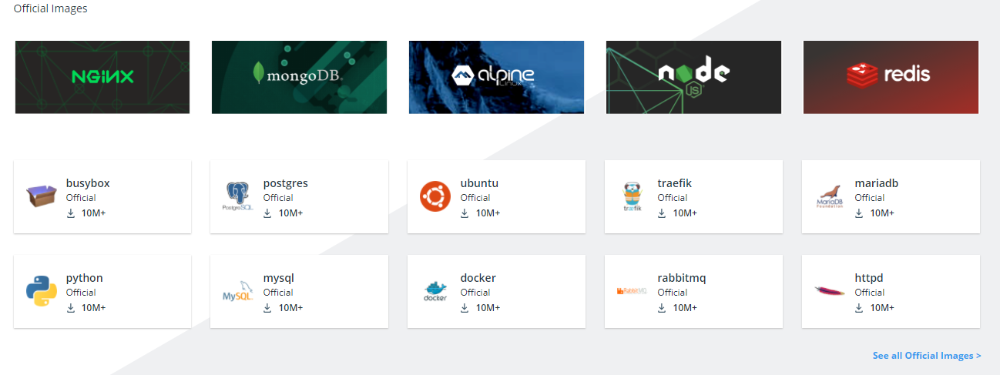 Official Images
NGINX
mongoDB.
alpine
Linux
node
JS
redis
busybox
Official
10M+
postgres
PostgreSQL
Official
10M+
ubuntu
Official
10M+
traefik
træfik
Official
10M+
mariadb
MariaDB
Foundation
Official
10M+
python
Official
10M+
mysql
MySQL
Official
10M+
docker
docker
Official
10M+
rabbitmq
RabbitMQ
Official
10M+
httpd
Official
10M+
See all Official Images >